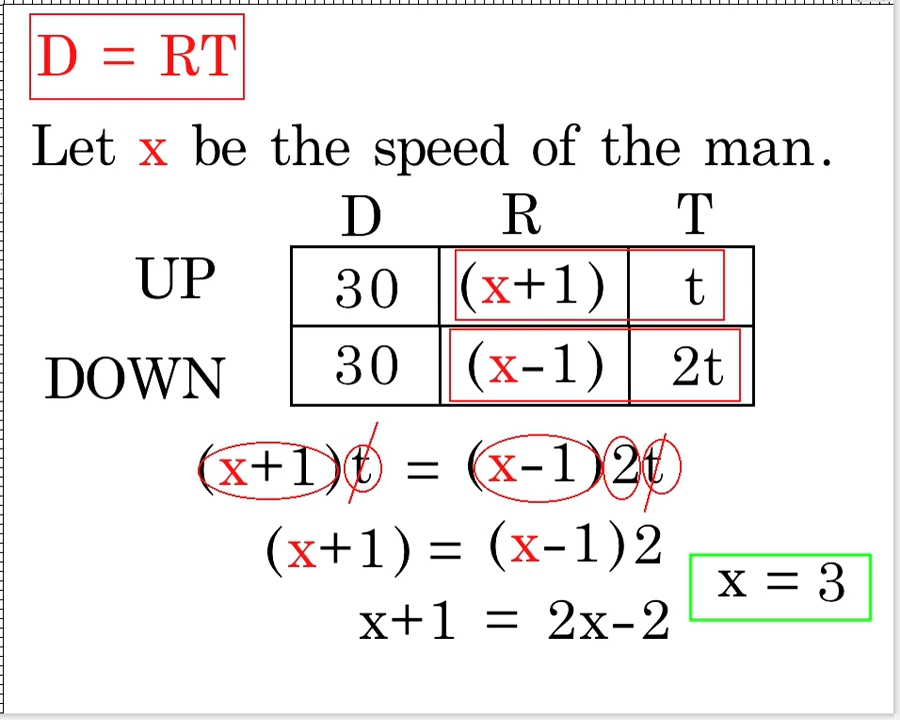 D = RT
Let x be the speed of the man.
D R T
UP 30 (x+1) t
DOWN 30 (x-1) 2t
(x+1)t = (x-1)2t
(x+1) = (x-1)2
x = 3
x+1 = 2x-2